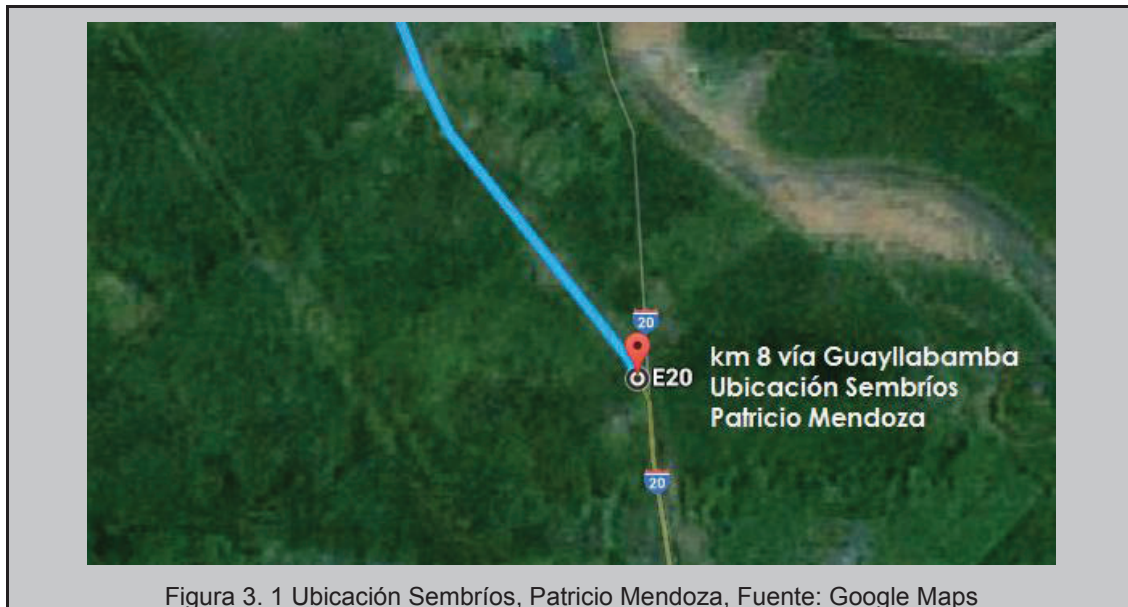 20
E20
km 8 vía Guayllabamba
Ubicación Sembríos
Patricio Mendoza
20
Figura 3. 1 Ubicación Sembríos, Patricio Mendoza, Fuente: Google Maps